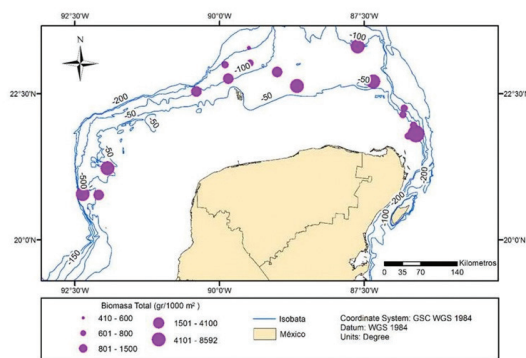 92°30'W 90°0'W 87°30'W
N
-100
-100
-50
-200
-50
22°30'N 22°30'N
-50
-50
-500
-200
-200
-100
20°0'N 20°0'N
-150
Kilometros
0 35 70 140
92°30'W 90°0'W 87°30'W
Biomasa Total (gr/1000 m²)
410 - 600
601 - 800
801 - 1500
1501 - 4100
4101 - 8592
Isobata
México
Coordinate System: GSC WGS 1984
Datum: WGS 1984
Units: Degree